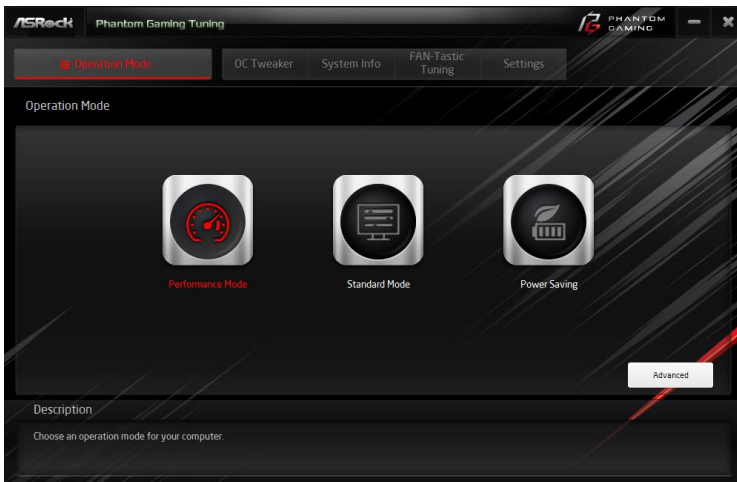 ASRock Phantom Gaming Tuning PHANTOM
GAMING
Operation Mode OC Tweaker System Info FAN-Tastic
Tuning Settings
Operation Mode
Performance Mode Standard Mode Power Saving
Advanced
Description
Choose an operation mode for your computer.